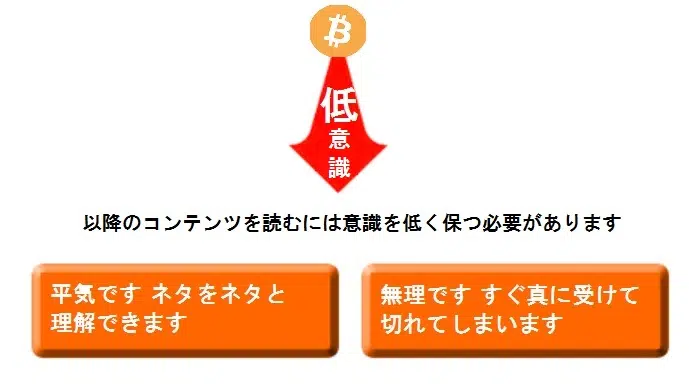 ₿
低
意
識
以降のコンテンツを読むには意識を低く保つ必要があります
平気です ネタをネタと
理解できます
無理です すぐ真に受けて
切れてしまいます